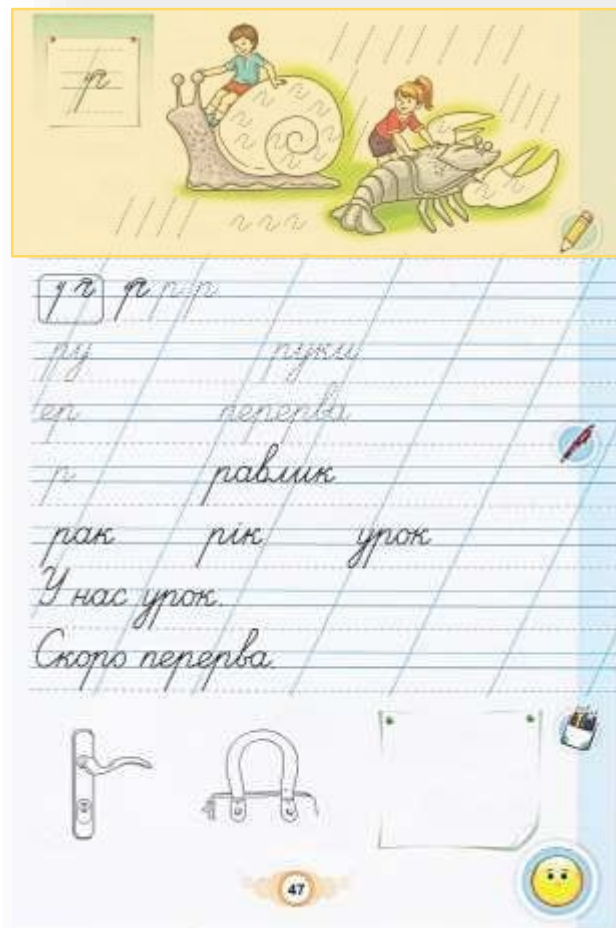 р
р р р р р
ру руки
ер перерва
р равлик
рак рік урок
У нас урок.
Скоро перерва.
47